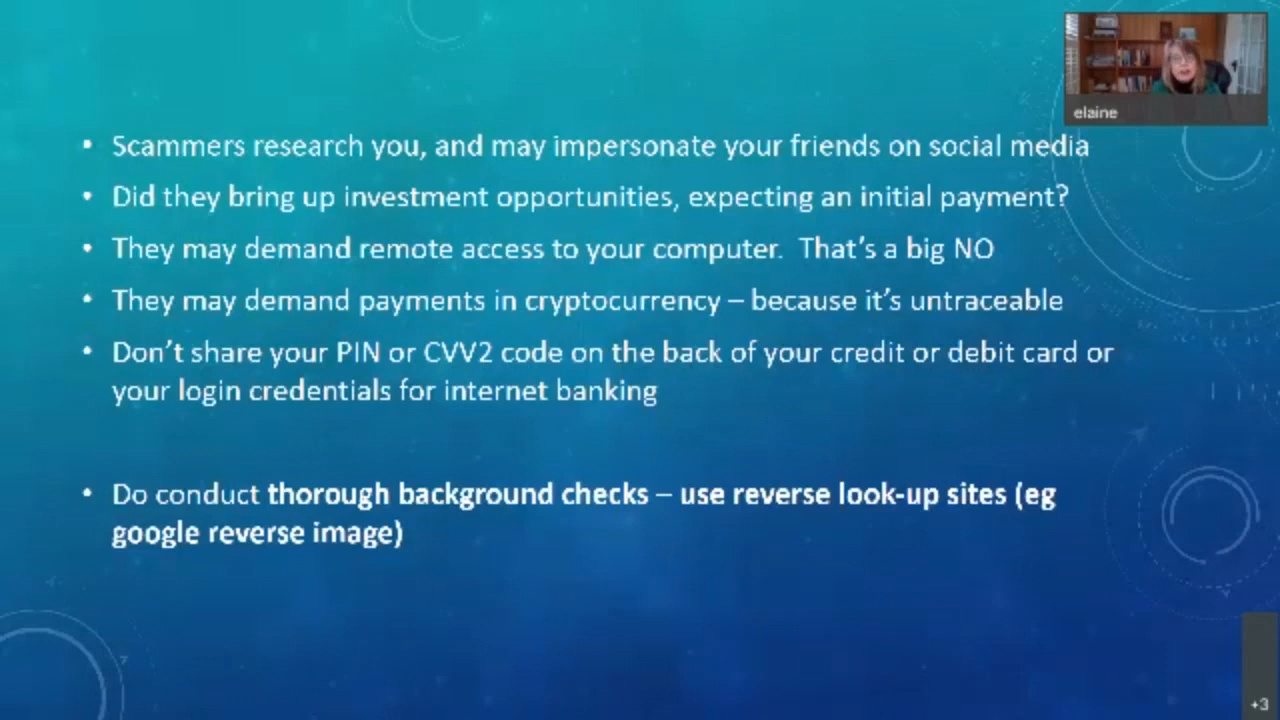 elaine
• Scammers research you, and may impersonate your friends on social media
• Did they bring up investment opportunities, expecting an initial payment?
• They may demand remote access to your computer.  That's a big NO
• They may demand payments in cryptocurrency – because it's untraceable
• Don't share your PIN or CVV2 code on the back of your credit or debit card or
your login credentials for internet banking
• Do conduct thorough background checks – use reverse look-up sites (eg
google reverse image)
+3